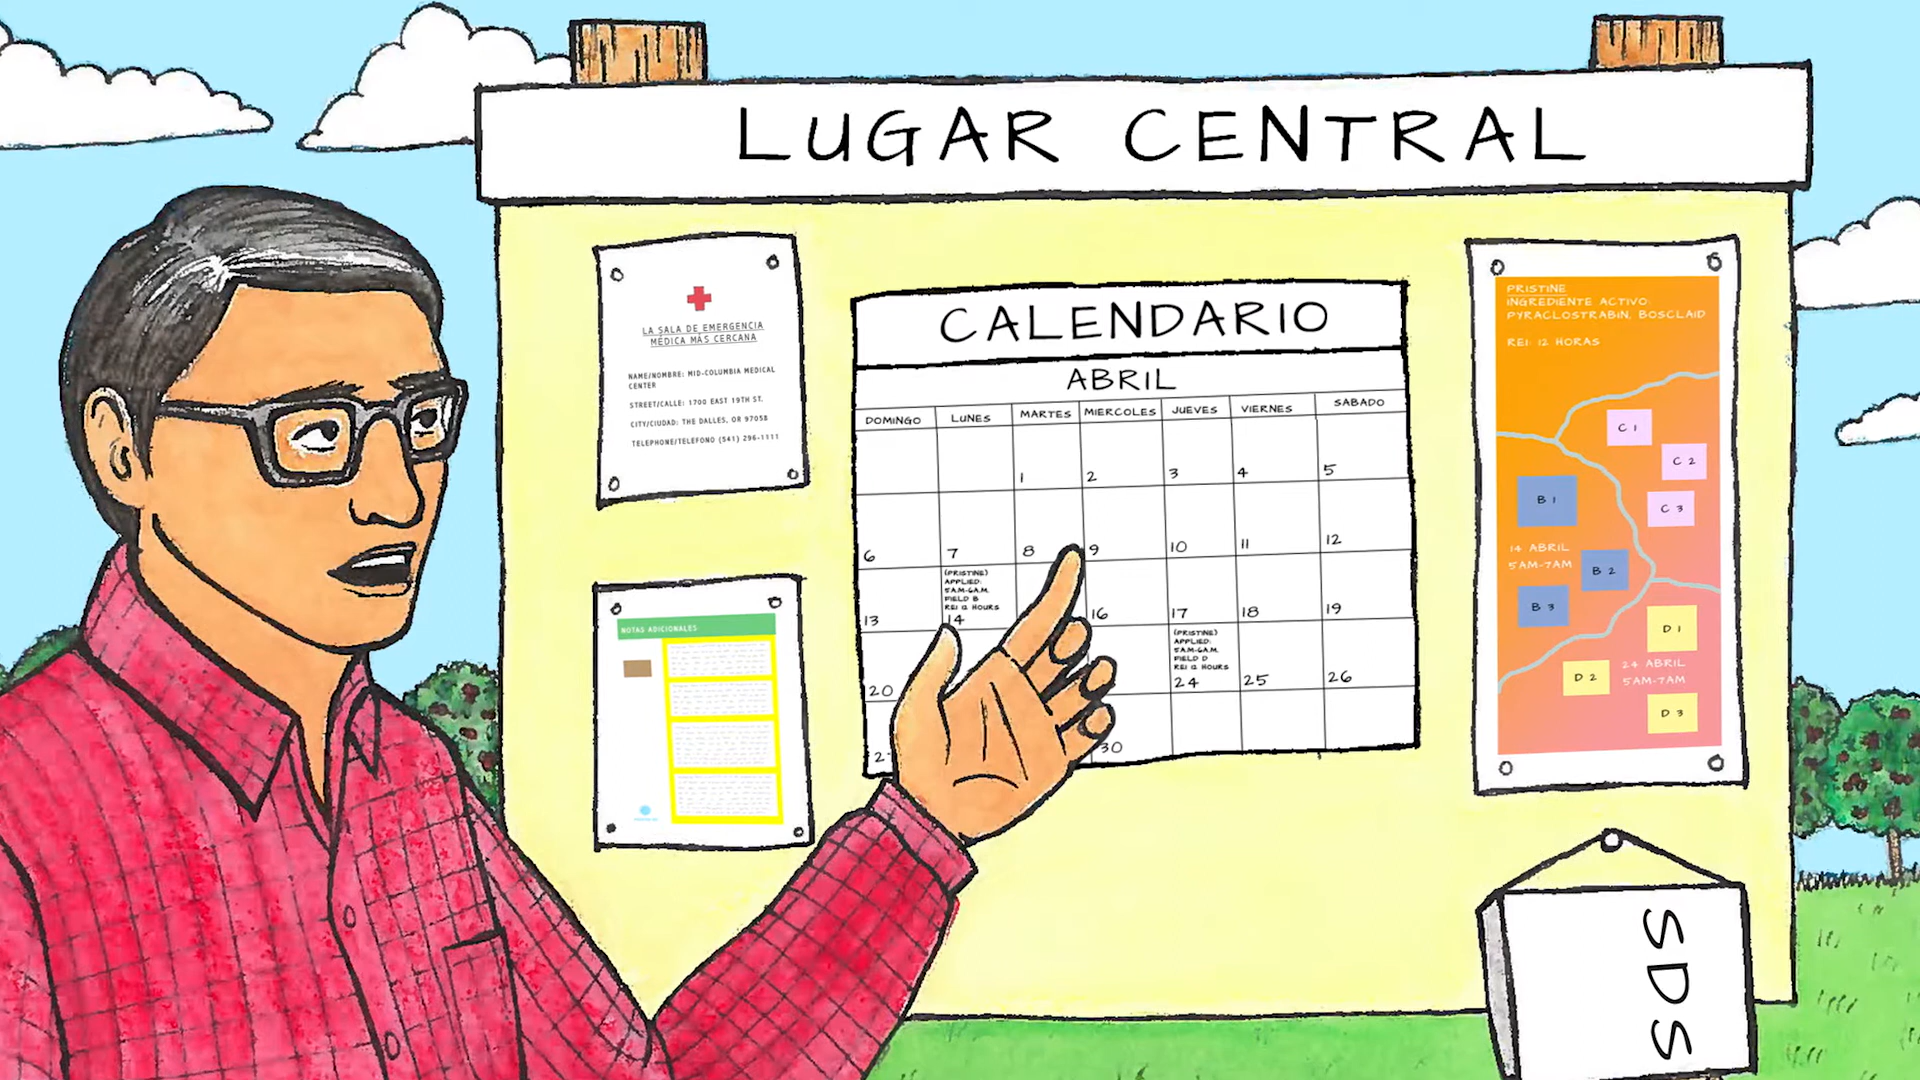 LUGAR CENTRAL
LA SALA DE EMERGENCIA
MÉDICA MÁS CERCANA
NAME/NOMBRE: MID-COLUMBIA MEDICAL
CENTER
STREET/CALLE: 1700 EAST 19TH ST.
CITY/CIUDAD: THE DALLES, OR 97058
TELEPHONE/TELÉFONO (541) 296-1111
NOTAS ADICIONALES
CALENDARIO
ABRIL
DOMINGO LUNES MARTES MIERCOLES JUEVES VIERNES SABADO
1 2 3 4 5
6 7 8 9 10 11 12
(PRISTINE)
APPLIED:
5AM-6AM.
FIELD B
REI 12 HOURS
13 14 16 17 18 19
(PRISTINE)
APPLIED:
5AM-6AM.
FIELD D
REI 12 HOURS
20 24 25 26
30
PRISTINE
INGREDIENTE ACTIVO:
PYRACLOSTRABIN, BOSCLAID
REI: 12 HORAS
C 1
C 2
B 1
C 3
14 ABRIL
5AM-7AM
B 2
B 3
D 1
24 ABRIL
5AM-7AM
D 2
D 3
SDS